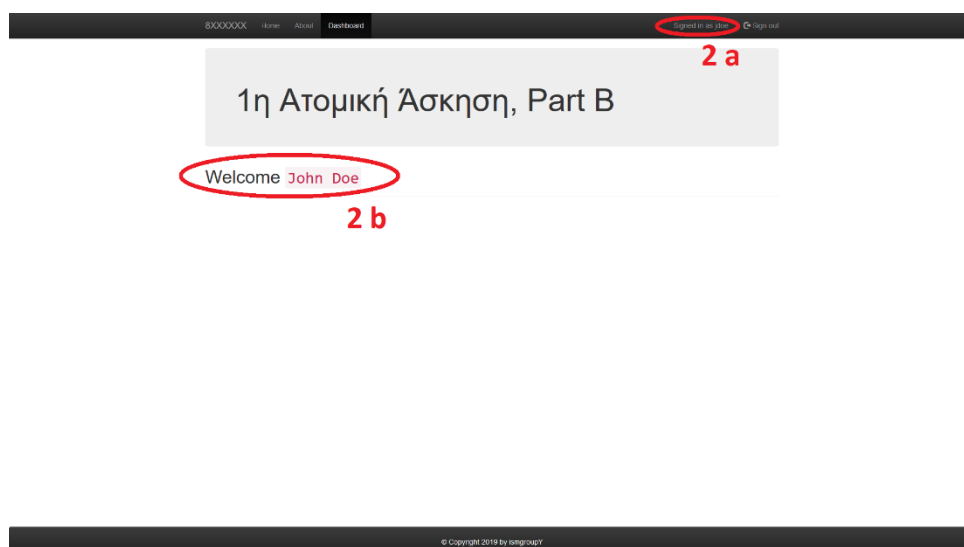 8XXXXXX Home About Dashboard Signed in as jdoe Sign out
2 a
1η Ατομική Άσκηση, Part B
Welcome John Doe
2 b
© Copyright 2019 by ismgroupY